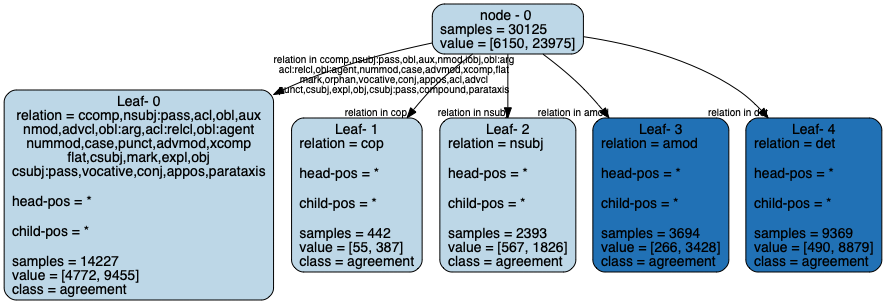 node - 0
samples = 30125
value = [6150, 23975]
relation in ccomp,nsubj:pass,obl,aux,nmod,iobj,obl:arg
acl:relcl,obl:agent,nummod,case,advmod,xcomp,flat
mark,orphan,vocative,conj,appos,acl,advcl
punct,csubj,expl,obj,csubj:pass,compound,parataxis
relation in cop
relation in nsubj
relation in amod
relation in det
Leaf- 0
relation = ccomp,nsubj:pass,acl,obl,aux
nmod,advcl,obl:arg,acl:relcl,obl:agent
nummod,case,punct,advmod,xcomp
flat,csubj,mark,expl,obj
csubj:pass,vocative,conj,appos,parataxis
head-pos = *
child-pos = *
samples = 14227
value = [4772, 9455]
class = agreement
Leaf- 1
relation = cop
head-pos = *
child-pos = *
samples = 442
value = [55, 387]
class = agreement
Leaf- 2
relation = nsubj
head-pos = *
child-pos = *
samples = 2393
value = [567, 1826]
class = agreement
Leaf- 3
relation = amod
head-pos = *
child-pos = *
samples = 3694
value = [266, 3428]
class = agreement
Leaf- 4
relation = det
head-pos = *
child-pos = *
samples = 9369
value = [490, 8879]
class = agreement